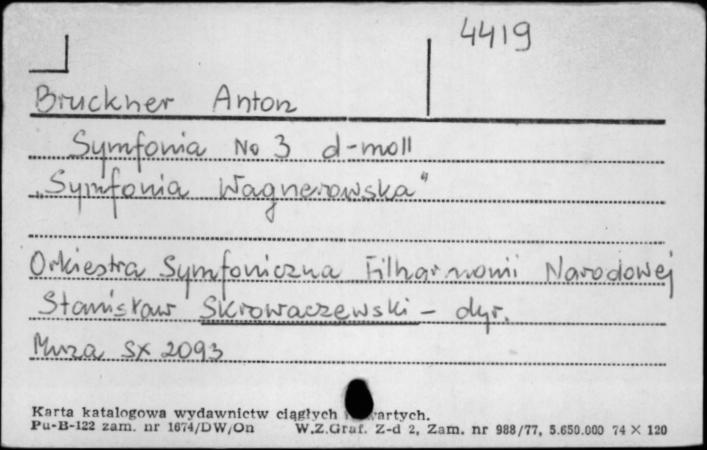 4419
Bruckner Anton
Symfonia No 3 d-moll
„Symfonia Wagnerowska"
Orkiestra Symfoniczna Filharmonii Narodowej
Stanisław Skrowaczewski - dyr.
Muza SX 2093
Karta katalogowa wydawnictw ciągłych i zwartych.
Pu-B-122 zam. nr 1674/DW/On W.Z.Graf. Z-d 2, Zam. nr 988/77, 5.650.000 74 × 120